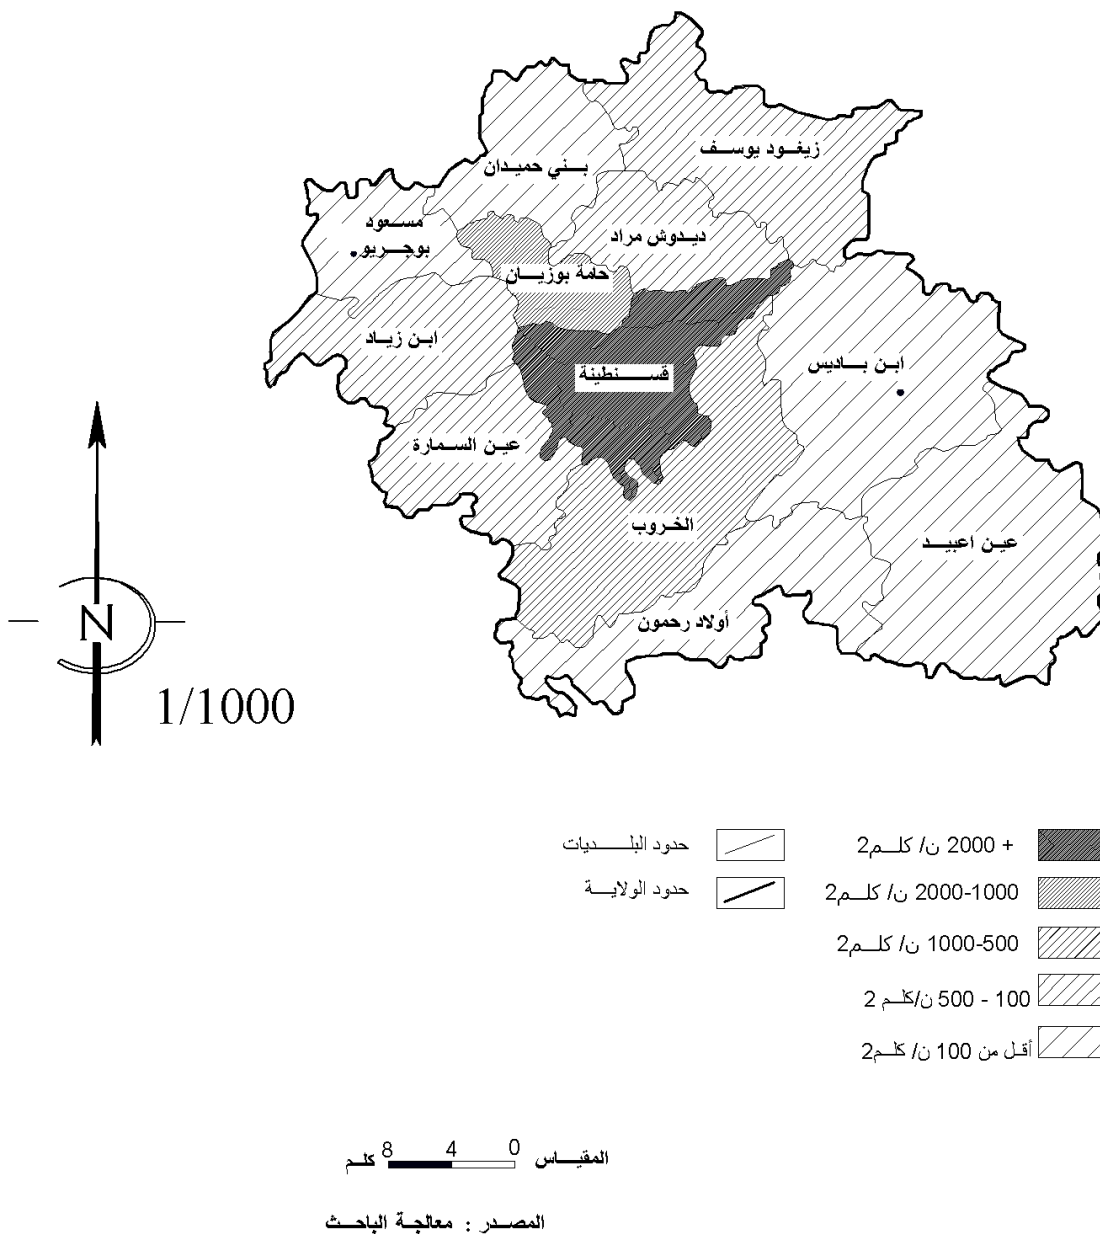 زيغود يوسف
بني حميدان
مسعود
بوجريو
ديدوش مراد
حامة بوزيان
ابن زياد
ابن باديس
قسنطينة
عين السمارة
الخروب
عين اعبيد
أولاد رحمون
N
1/1000
+ 2000 ن/ كلم2
2000-1000 ن/ كلم2
1000-500 ن/ كلم2
100 - 500 ن/كلم 2
أقل من 100 ن/ كلم2
حدود البلديات
حدود الولاية
المقياس 0 4 8 كلم
المصدر : معالجة الباحث